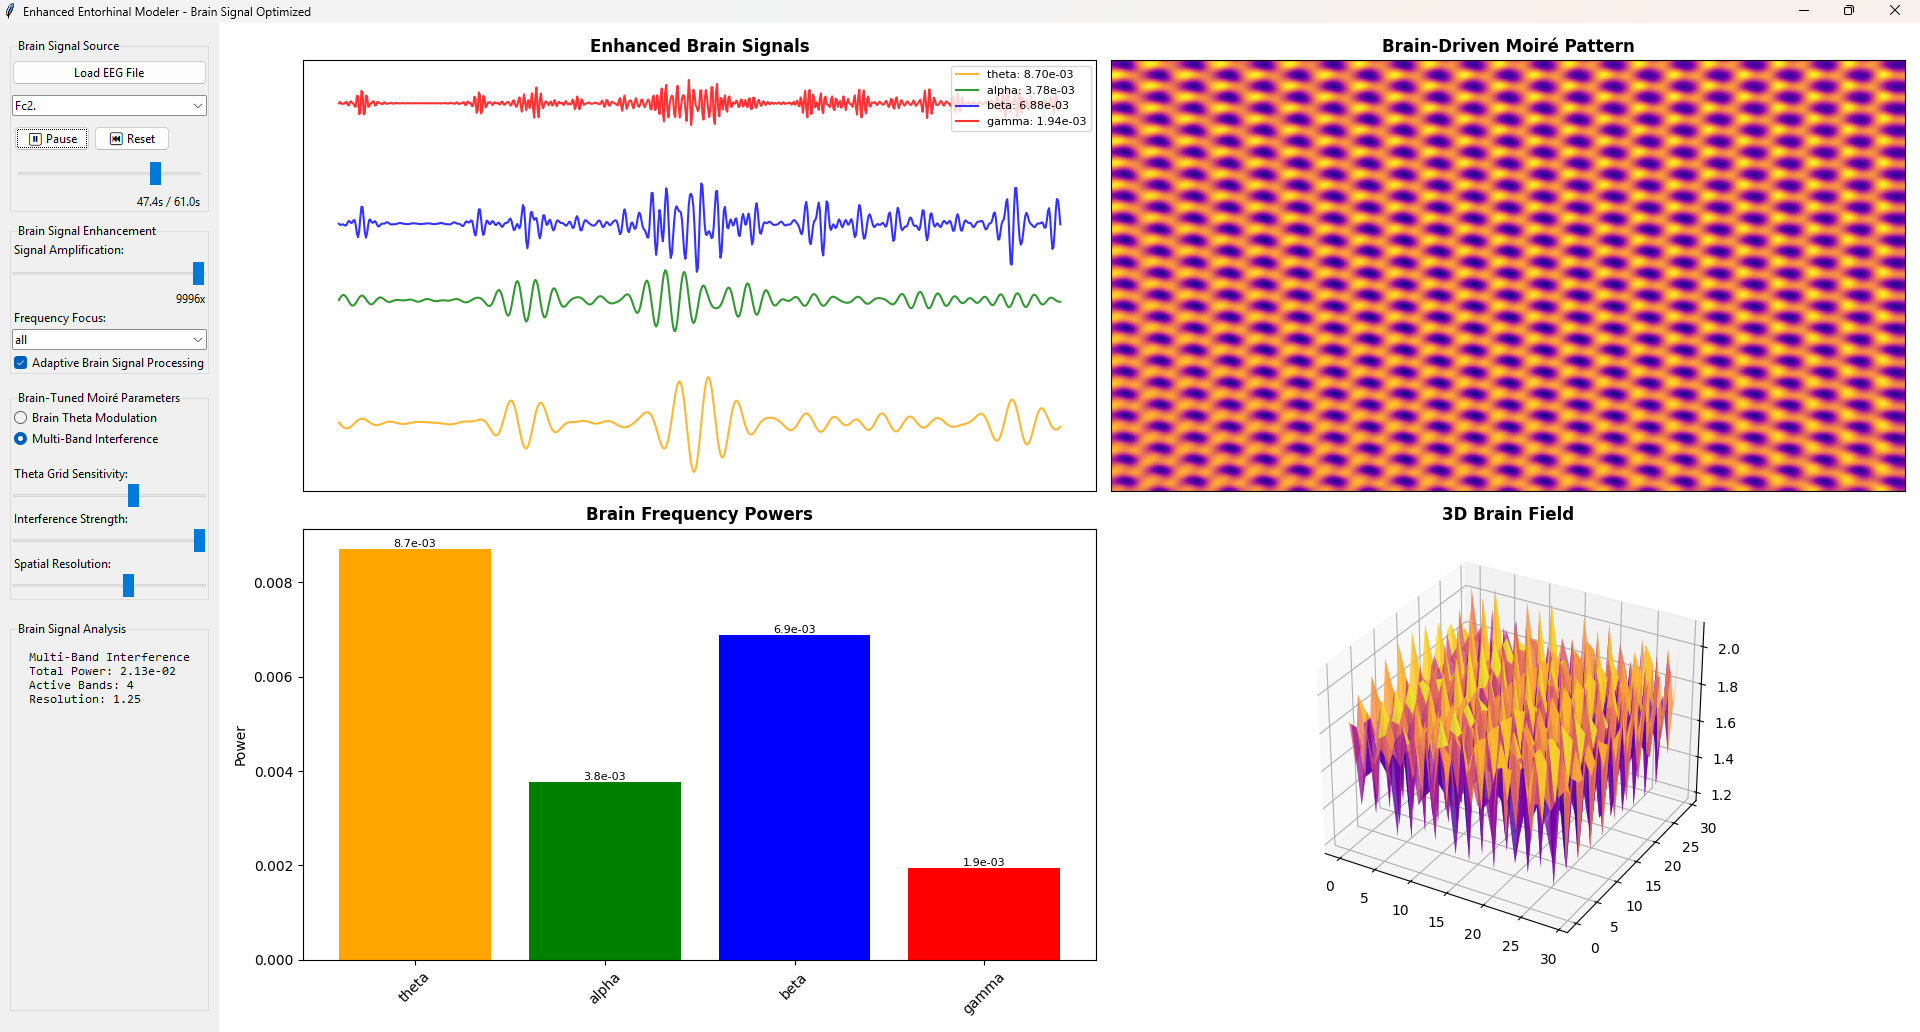 Enhanced Entorhinal Modeler - Brain Signal Optimized
Brain Signal Source
Load EEG File
Fc2.
Pause
Reset
47.4s / 61.0s
Brain Signal Enhancement
Signal Amplification:
9996x
Frequency Focus:
all
Adaptive Brain Signal Processing
Brain-Tuned Moiré Parameters
Brain Theta Modulation
Multi-Band Interference
Theta Grid Sensitivity:
Interference Strength:
Spatial Resolution:
Brain Signal Analysis
Multi-Band Interference
Total Power: 2.13e-02
Active Bands: 4
Resolution: 1.25
Enhanced Brain Signals
theta: 8.70e-03
alpha: 3.78e-03
beta: 6.88e-03
gamma: 1.94e-03
Brain-Driven Moiré Pattern
Brain Frequency Powers
Power
0.008
0.006
0.004
0.002
0.000
8.7e-03
3.8e-03
6.9e-03
1.9e-03
theta
alpha
beta
gamma
3D Brain Field
2.0
1.8
1.6
1.4
1.2
0
5
10
15
20
25
30
0
5
10
15
20
25
30